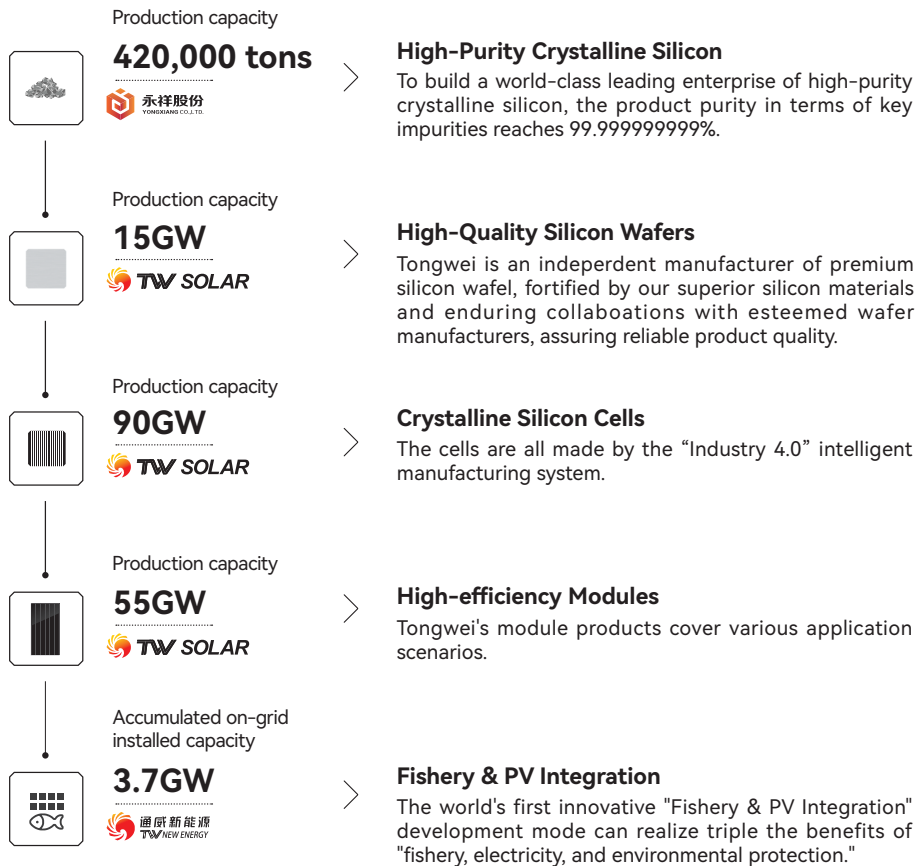 Production capacity
420,000 tons
永祥股份
YONGXIANG CO.,LTD.
High-Purity Crystalline Silicon
To build a world-class leading enterprise of high-purity
crystalline silicon, the product purity in terms of key
impurities reaches 99.999999999%.
Production capacity
15GW
TW SOLAR
High-Quality Silicon Wafers
Tongwei is an indeperdent manufacturer of premium
silicon wafel, fortified by our superior silicon materials
and enduring collaboations with esteemed wafer
manufacturers, assuring reliable product quality.
Production capacity
90GW
TW SOLAR
Crystalline Silicon Cells
The cells are all made by the “Industry 4.0” intelligent
manufacturing system.
Production capacity
55GW
TW SOLAR
High-efficiency Modules
Tongwei's module products cover various application
scenarios.
Accumulated on-grid
installed capacity
3.7GW
通威新能源
TW NEW ENERGY
Fishery & PV Integration
The world's first innovative "Fishery & PV Integration"
development mode can realize triple the benefits of
"fishery, electricity, and environmental protection."